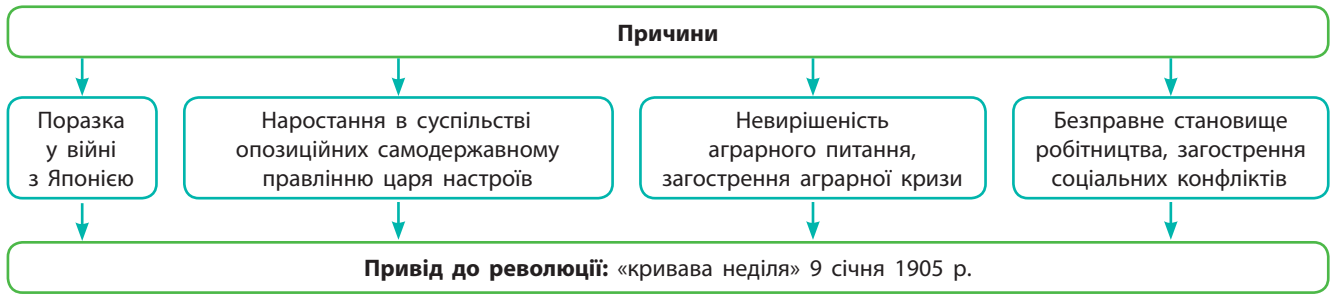 Причини
Поразка
у війні
з Японією
Наростання в суспільстві
опозиційних самодержавному
правлінню царя настроїв
Невирішеність
аграрного питання,
загострення аграрної кризи
Безправне становище
робітництва, загострення
соціальних конфліктів
Привід до революції: «кривава неділя» 9 січня 1905 р.